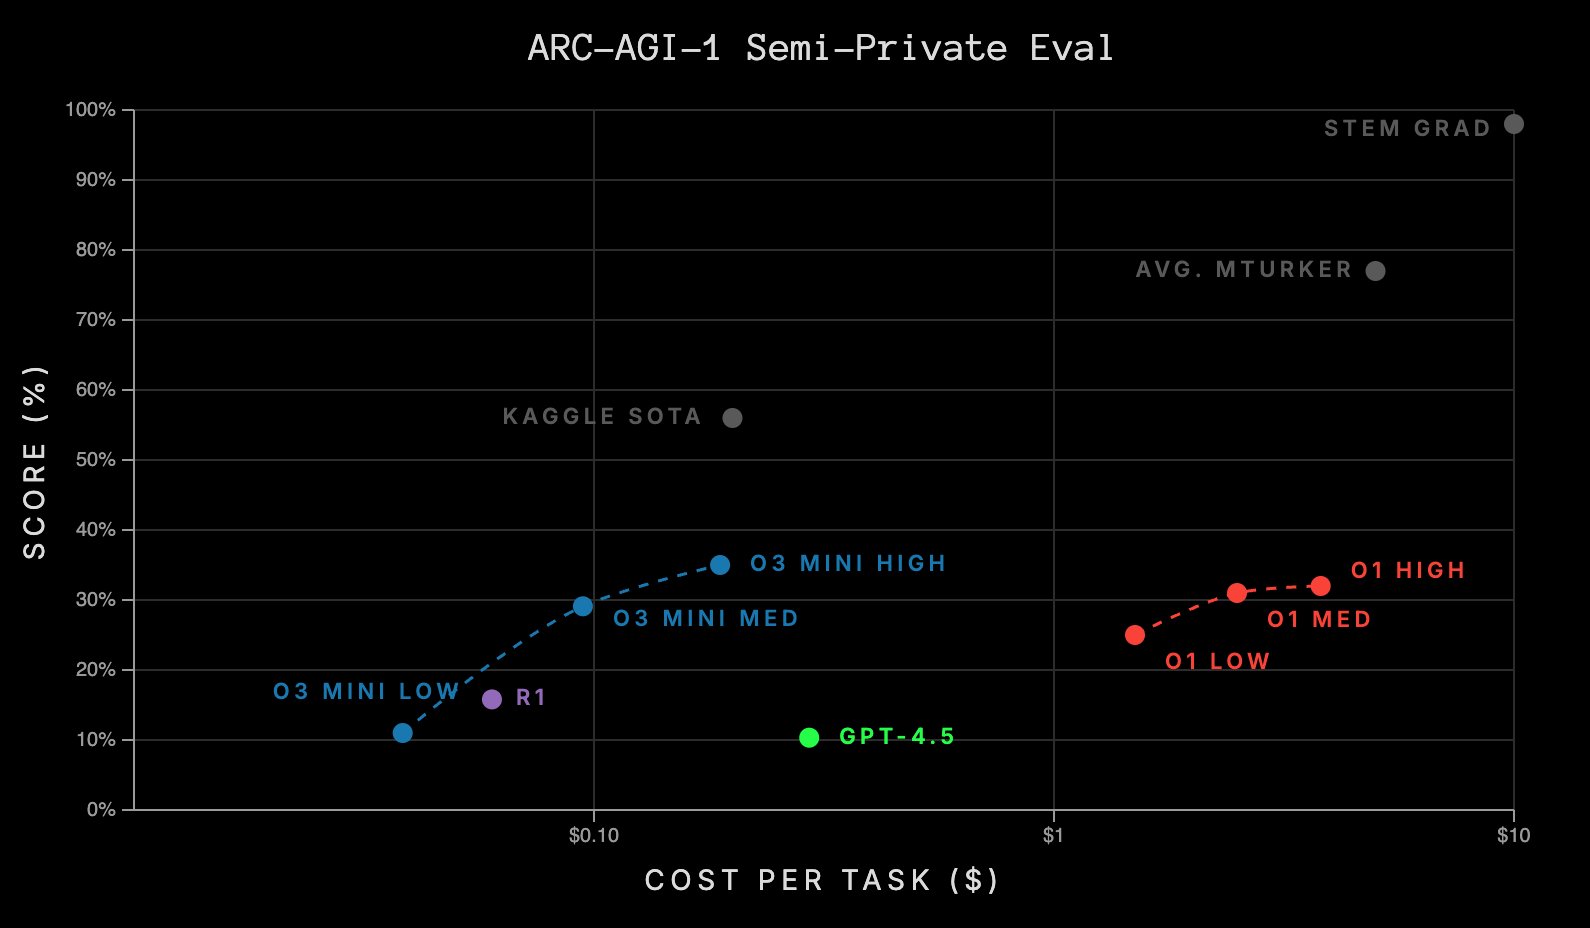 ARC-AGI-1 Semi-Private Eval
100%
STEM GRAD
90%
80%
AVG. MTURKER
70%
60%
KAGGLE SOTA
50%
40%
O3 MINI HIGH
O1 HIGH
30%
O3 MINI MED
O1 MED
O1 LOW
20%
O3 MINI LOW
R1
GPT-4.5
10%
0%
SCORE (%)
$0.10
$1
$10
COST PER TASK ($)